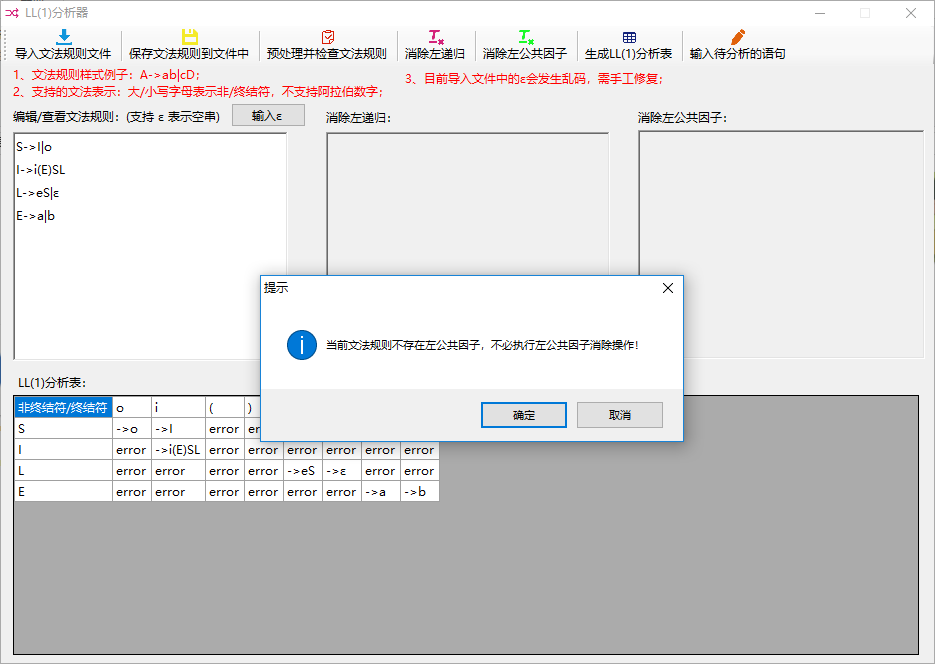 LL(1)分析器
导入文法规则文件 保存文法规则到文件中 预处理并检查文法规则 消除左递归 消除左公共因子 生成LL(1)分析表 输入待分析的语句
1、文法规则样式例子：A->ab|cD;
3、目前导入文件中的ε会发生乱码，需手工修复；
2、支持的文法表示：大/小写字母表示非/终结符，不支持阿拉伯数字；
编辑/查看文法规则：(支持 ε 表示空串) 输入ε 消除左递归： 消除左公共因子：
S->I|o
I->i(E)SL
L->eS|ε
E->a|b
提示
当前文法规则不存在左公共因子，不必执行左公共因子消除操作！
确定 取消
LL(1)分析表：
非终结符/终结符 o i ( )
S ->o ->I error
I error ->i(E)SL error error error error error error
L error error error error ->eS ->ε error error
E error error error error error error ->a ->b